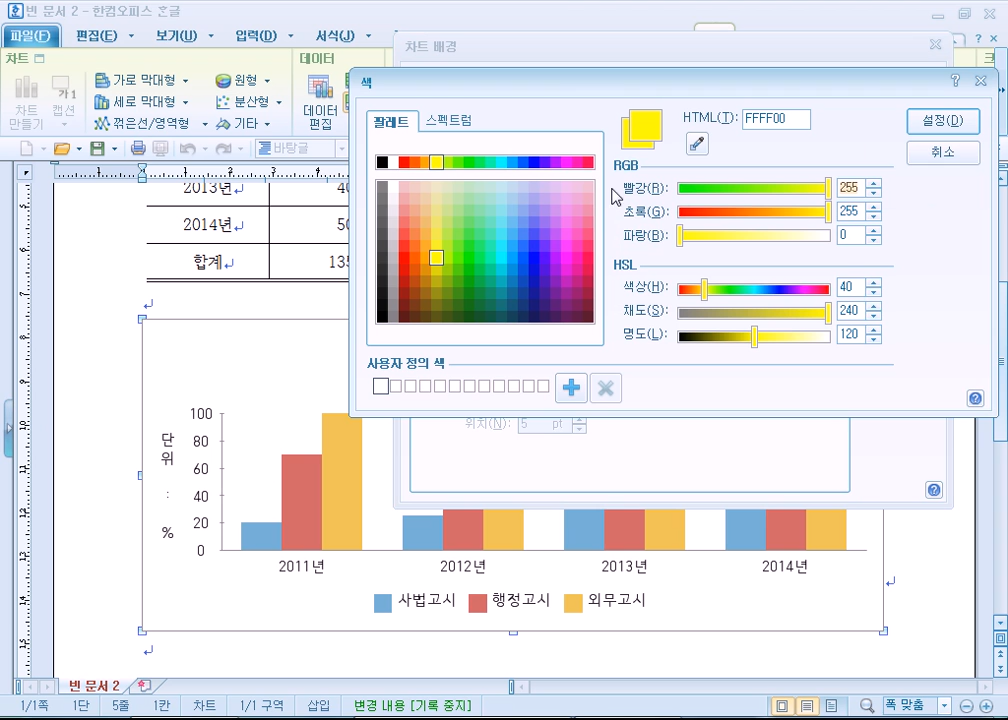 빈 문서 2 - 한컴오피스 흔글
파일(F) 편집(E) 보기(U) 입력(D) 서식(J)
차트 데이터
차트 만들기
캡션
가로 막대형
세로 막대형
꺾은선/영역형
원형
분산형
기타
데이터 편집
바탕글
차트 배경
색
팔레트 스펙트럼
HTML(T): FFFF00
설정(D)
취소
RGB
빨강(R): 255
초록(G): 255
파랑(B): 0
HSL
색상(H): 40
채도(S): 240
명도(L): 120
사용자 정의 색
위치(N): 5 pt
2013년 40
2014년 50
합계 135
단위 : %
100
80
60
40
20
0
2011년 2012년 2013년 2014년
사법고시 행정고시 외무고시
빈 문서 2
1/1쪽 1단 5줄 1칸 차트 1/1 구역 삽입 변경 내용 [기록 중지] 폭 맞춤